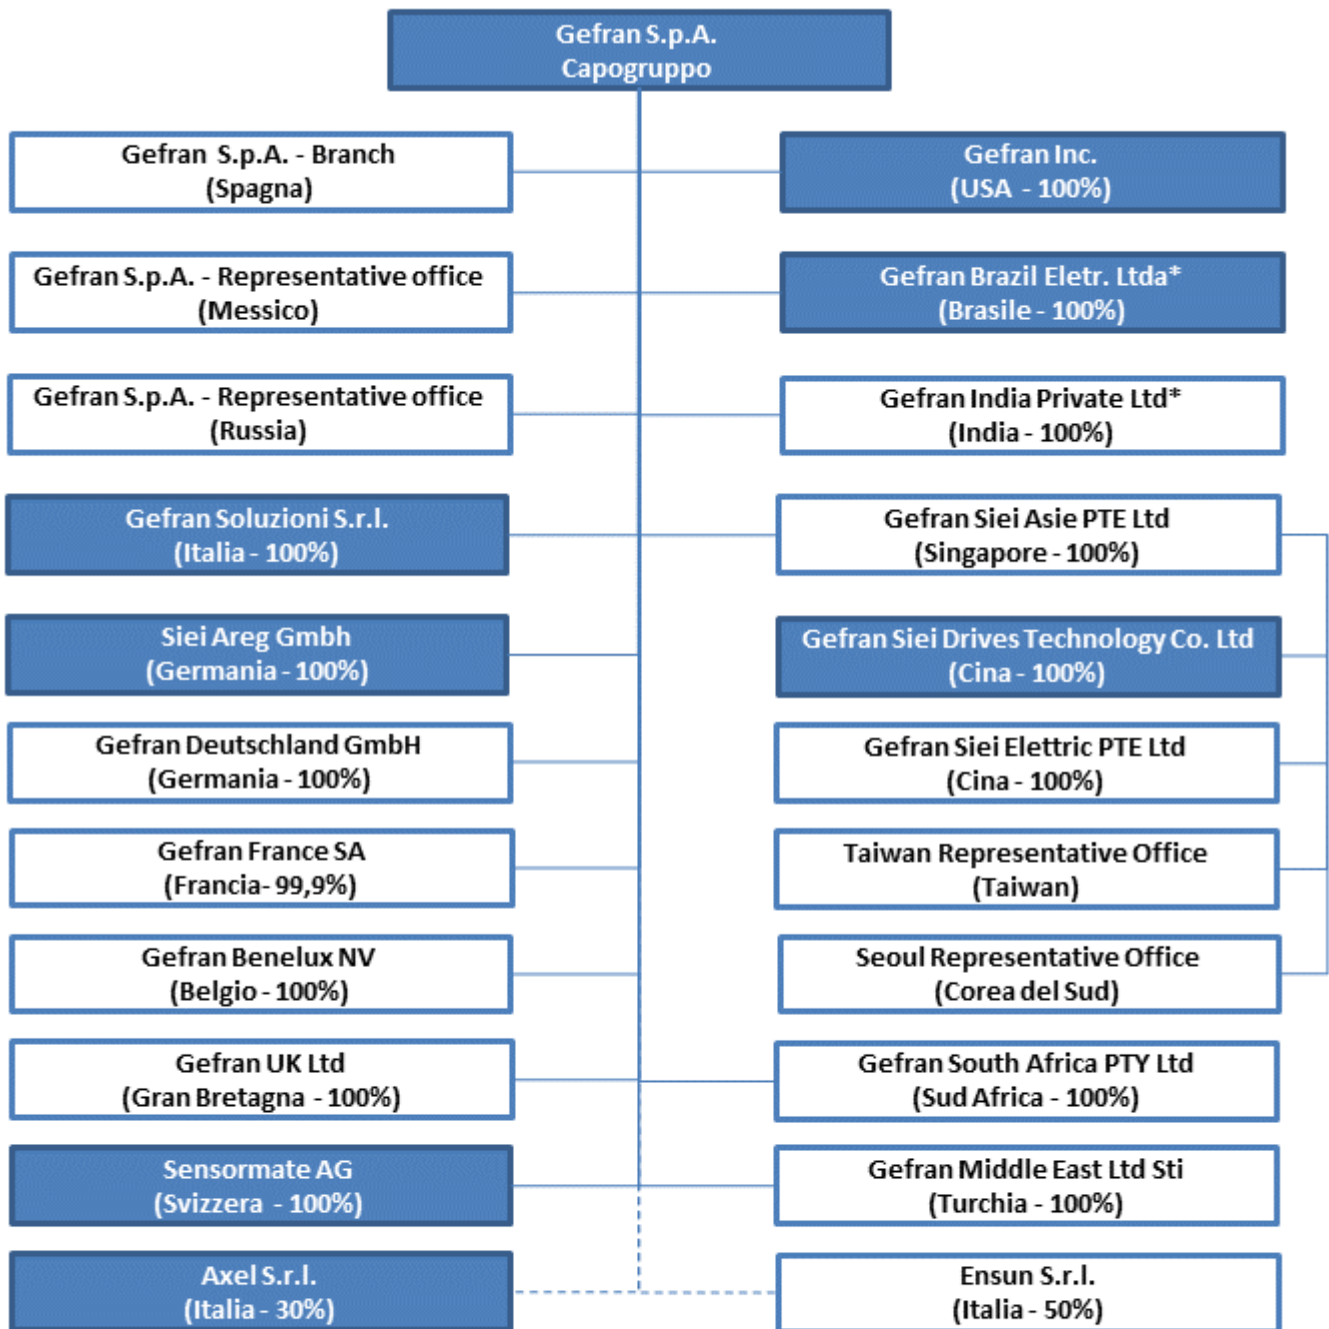 Gefran S.p.A.
Capogruppo
Gefran S.p.A. - Branch
(Spagna)
Gefran Inc.
(USA - 100%)
Gefran S.p.A. - Representative office
(Messico)
Gefran Brazil Eletr. Ltda*
(Brasile - 100%)
Gefran S.p.A. - Representative office
(Russia)
Gefran India Private Ltd*
(India - 100%)
Gefran Soluzioni S.r.l.
(Italia - 100%)
Gefran Siei Asie PTE Ltd
(Singapore - 100%)
Siei Areg Gmbh
(Germania - 100%)
Gefran Siei Drives Technology Co. Ltd
(Cina - 100%)
Gefran Deutschland GmbH
(Germania - 100%)
Gefran Siei Elettric PTE Ltd
(Cina - 100%)
Gefran France SA
(Francia- 99,9%)
Taiwan Representative Office
(Taiwan)
Gefran Benelux NV
(Belgio - 100%)
Seoul Representative Office
(Corea del Sud)
Gefran UK Ltd
(Gran Bretagna - 100%)
Gefran South Africa PTY Ltd
(Sud Africa - 100%)
Sensormate AG
(Svizzera - 100%)
Gefran Middle East Ltd Sti
(Turchia - 100%)
Axel S.r.l.
(Italia - 30%)
Ensun S.r.l.
(Italia - 50%)